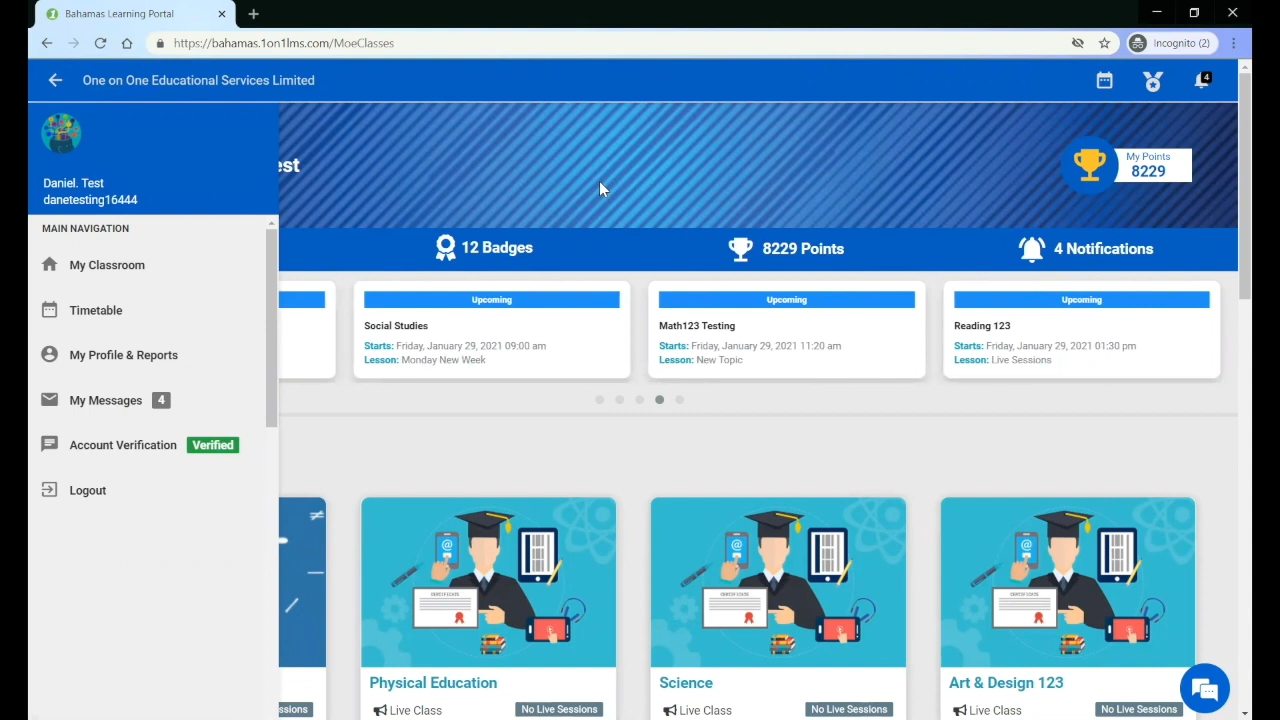 Bahamas Learning Portal
https://bahamas.1on1lms.com/MoeClasses
Incognito (2)
One on One Educational Services Limited
4
est
My Points
8229
Daniel. Test
danetesting16444
MAIN NAVIGATION
12 Badges
8229 Points
4 Notifications
My Classroom
Timetable
My Profile & Reports
My Messages 4
Account Verification Verified
Logout
Upcoming
Social Studies
Starts: Friday, January 29, 2021 09:00 am
Lesson: Monday New Week
Upcoming
Math123 Testing
Starts: Friday, January 29, 2021 11:20 am
Lesson: New Topic
Upcoming
Reading 123
Starts: Friday, January 29, 2021 01:30 pm
Lesson: Live Sessions
ssions
@
CERTIFICATE
Physical Education
Live Class No Live Sessions
@
CERTIFICATE
Science
Live Class No Live Sessions
@
CERTIFICATE
Art & Design 123
Live Class No Live Sessions